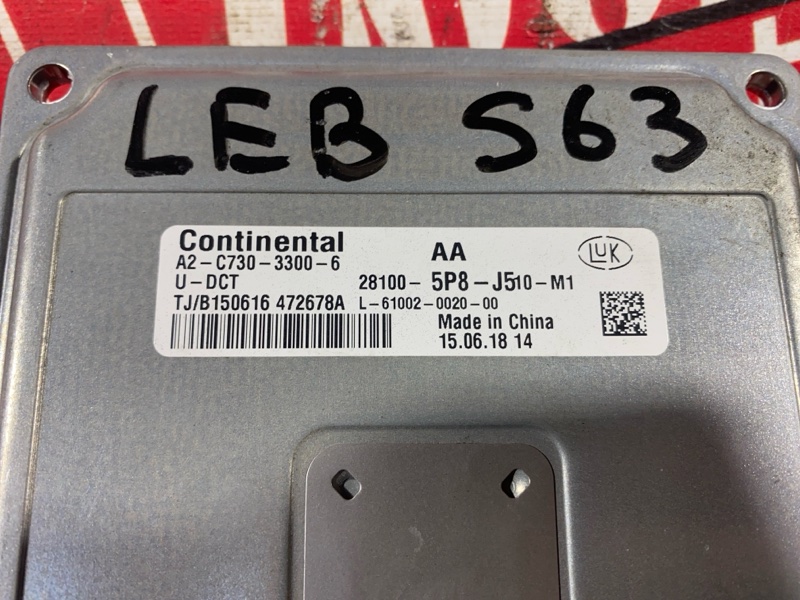 LEB S63
Continental AA LUK
A2-C730-3300-6
U-DCT 28100-5P8-J510-M1
TJ/B150616 472678A L-61002-0020-00
Made in China
15.06.18 14